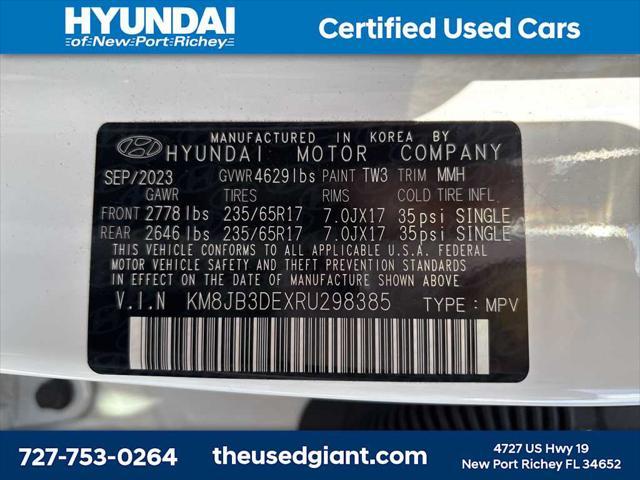 HYUNDAI
of New Port Richey
Certified Used Cars
MANUFACTURED IN KOREA BY
HYUNDAI MOTOR COMPANY
SEP/2023 GVWR 4629 lbs PAINT TW3 TRIM MMH
GAWR TIRES RIMS COLD TIRE INFL.
FRONT 2778 lbs 235/65R17 7.0JX17 35 psi SINGLE
REAR 2646 lbs 235/65R17 7.0JX17 35 psi SINGLE
THIS VEHICLE CONFORMS TO ALL APPLICABLE U.S.A. FEDERAL
MOTOR VEHICLE SAFETY AND THEFT PREVENTION STANDARDS
IN EFFECT ON THE DATE OF MANUFACTURE SHOWN ABOVE.
V.I.N KM8JB3DEXRU298385 TYPE : MPV
727-753-0264
theusedgiant.com
4727 US Hwy 19
New Port Richey FL 34652